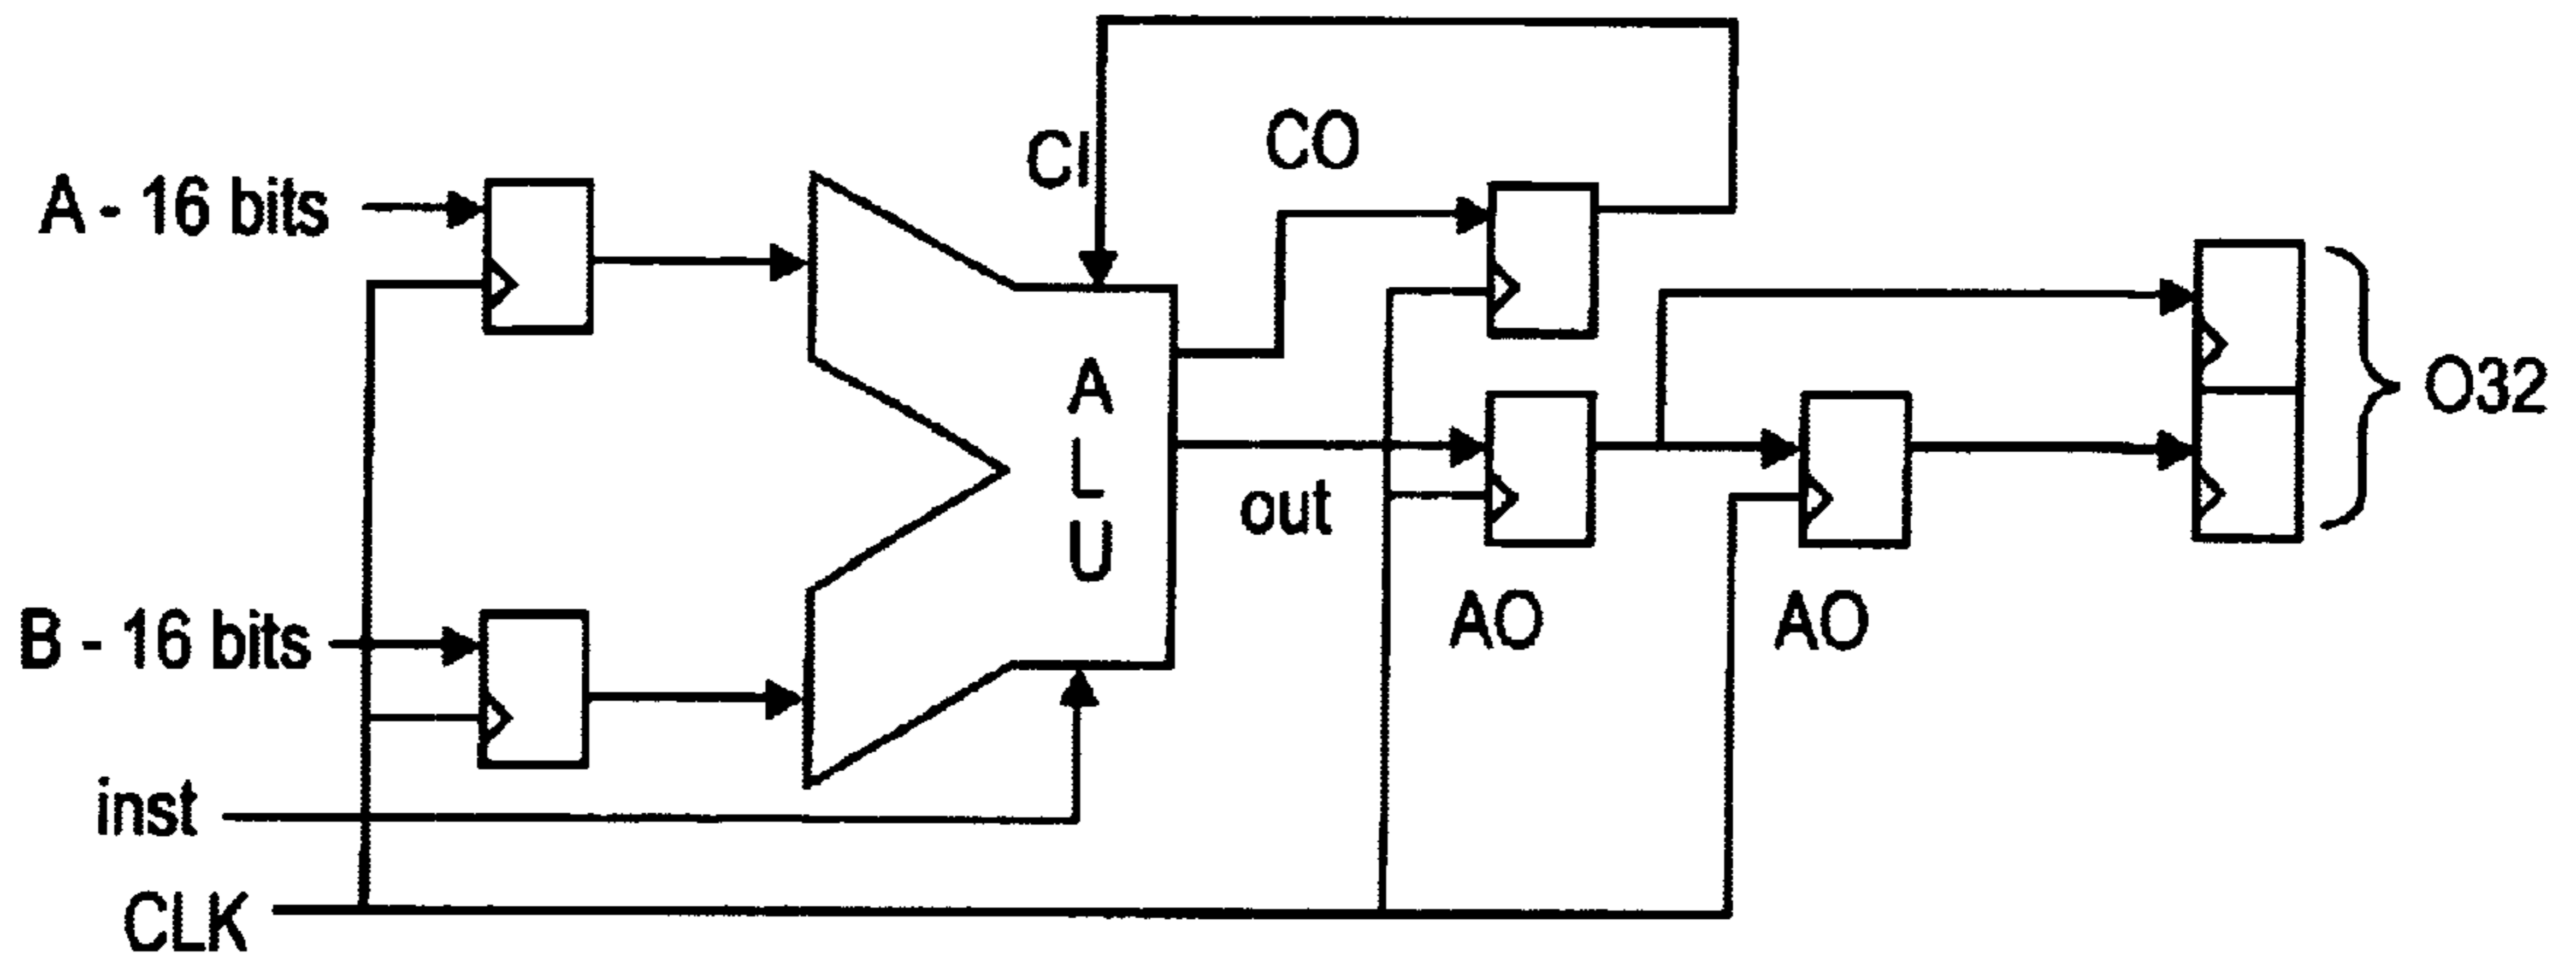 CI
CO
A - 16 bits
A
L
U
O32
out
AO
AO
B - 16 bits
inst
CLK